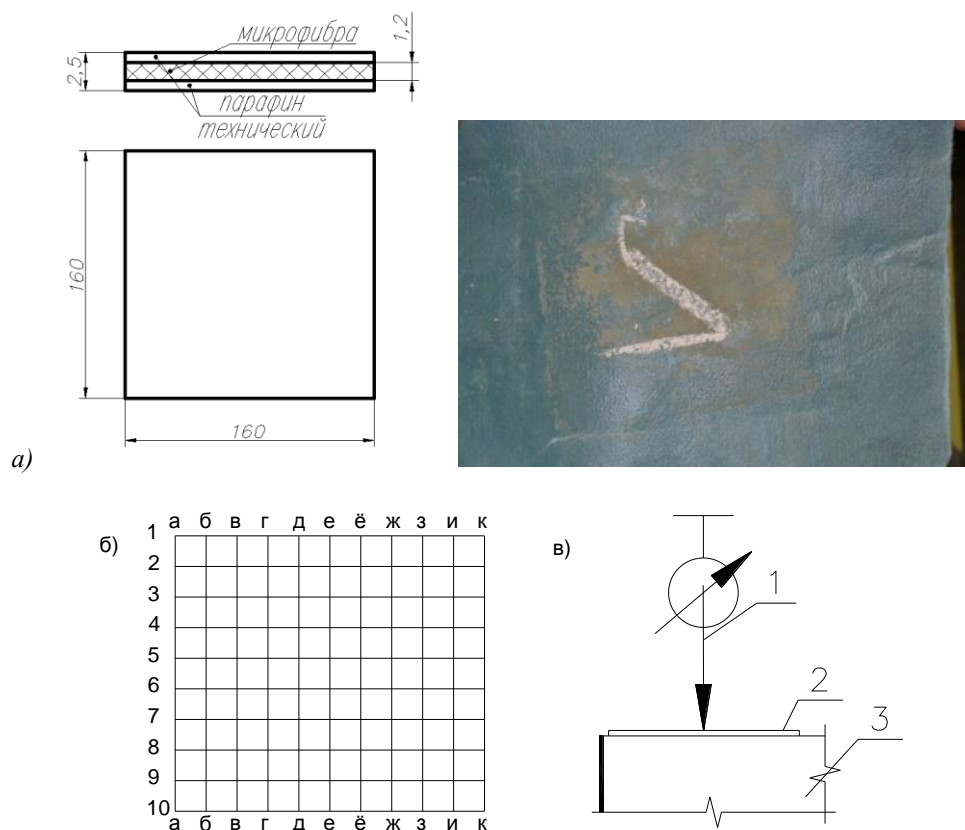 микрофибра
1,2
2,5
парафин
технический
160
160
а)
б)
а б в г д е ё ж з и к
1
2
3
4
5
6
7
8
9
10
а б в г д е ё ж з и к
в)
1
2
3